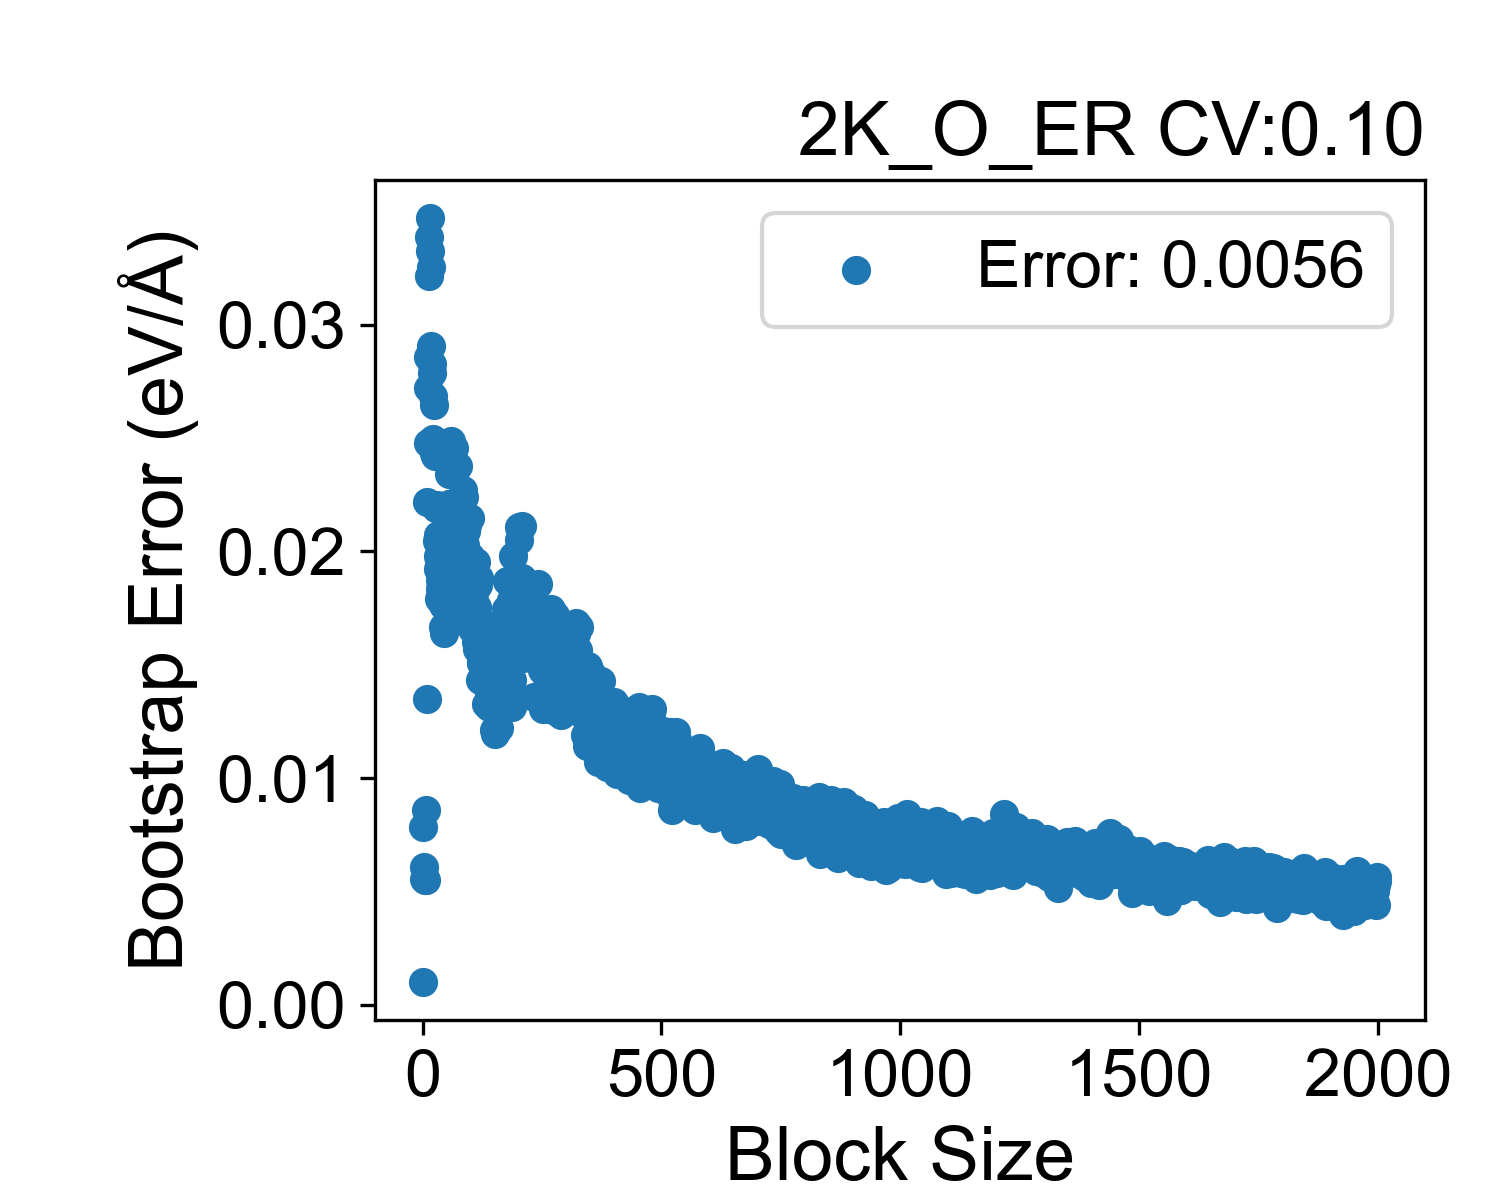 2K_O_ER CV:0.10
Error: 0.0056
Bootstrap Error (eV/Å)
0.03
0.02
0.01
0.00
0 500 1000 1500 2000
Block Size